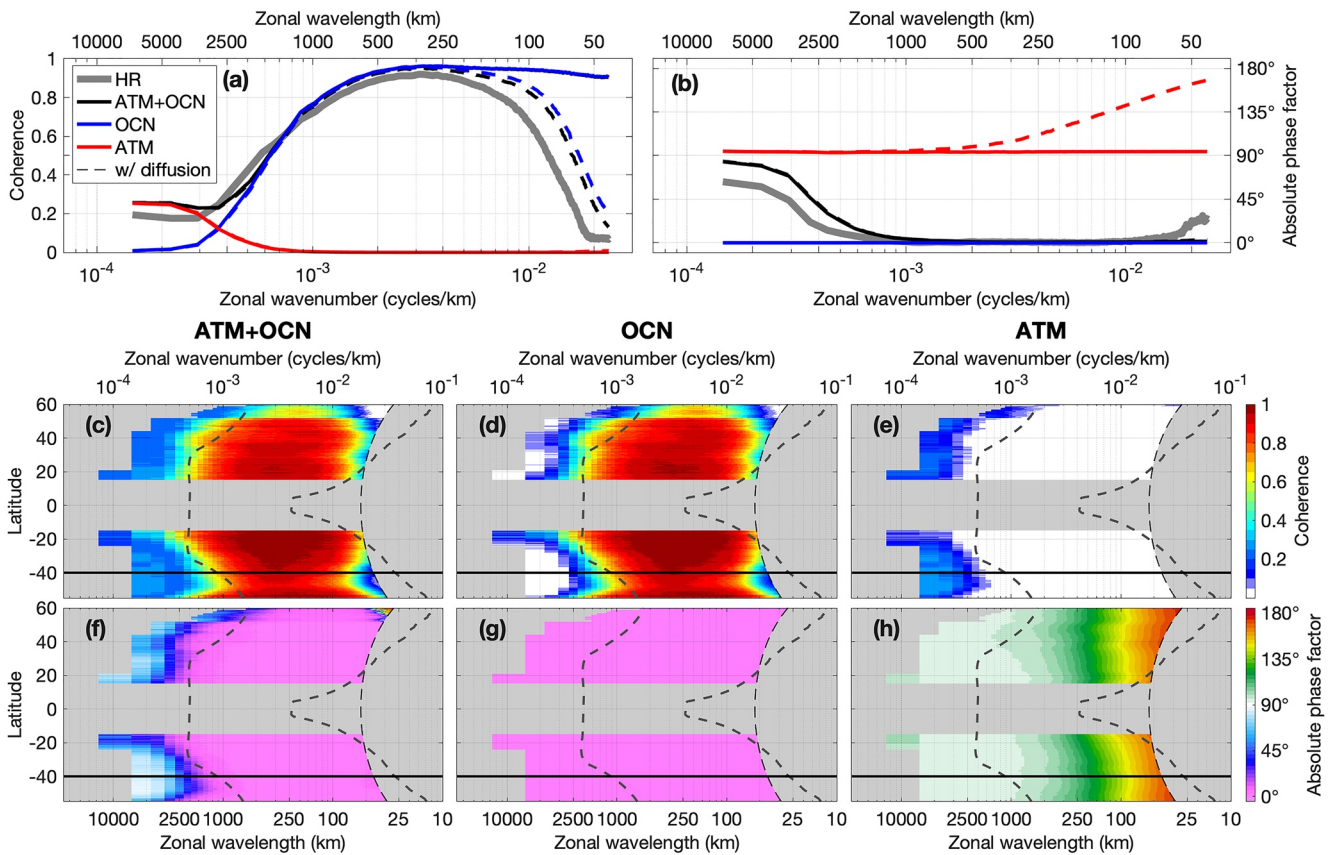 Zonal wavelength (km)
10000 5000 2500 1000 500 250 100 50
(a)
Coherence
1
0.8
0.6
0.4
0.2
0
HR
ATM+OCN
OCN
ATM
w/ diffusion
10⁻⁴ 10⁻³ 10⁻²
Zonal wavenumber (cycles/km)
Zonal wavelength (km)
10000 5000 2500 1000 500 250 100 50
(b)
180°
135°
90°
45°
0°
Absolute phase factor
10⁻⁴ 10⁻³ 10⁻²
Zonal wavenumber (cycles/km)
ATM+OCN OCN ATM
Zonal wavenumber (cycles/km) Zonal wavenumber (cycles/km) Zonal wavenumber (cycles/km)
10⁻⁴ 10⁻³ 10⁻² 10⁻¹ 10⁻⁴ 10⁻³ 10⁻² 10⁻¹ 10⁻⁴ 10⁻³ 10⁻² 10⁻¹
(c) (d) (e)
Latitude
60
40
20
0
-20
-40
1
0.8
0.6
0.4
0.2
Coherence
(f) (g) (h)
Latitude
60
40
20
0
-20
-40
180°
135°
90°
45°
0°
Absolute phase factor
10000 2500 1000 250 100 25 10 10000 2500 1000 250 100 25 10 10000 2500 1000 250 100 25 10
Zonal wavelength (km) Zonal wavelength (km) Zonal wavelength (km)